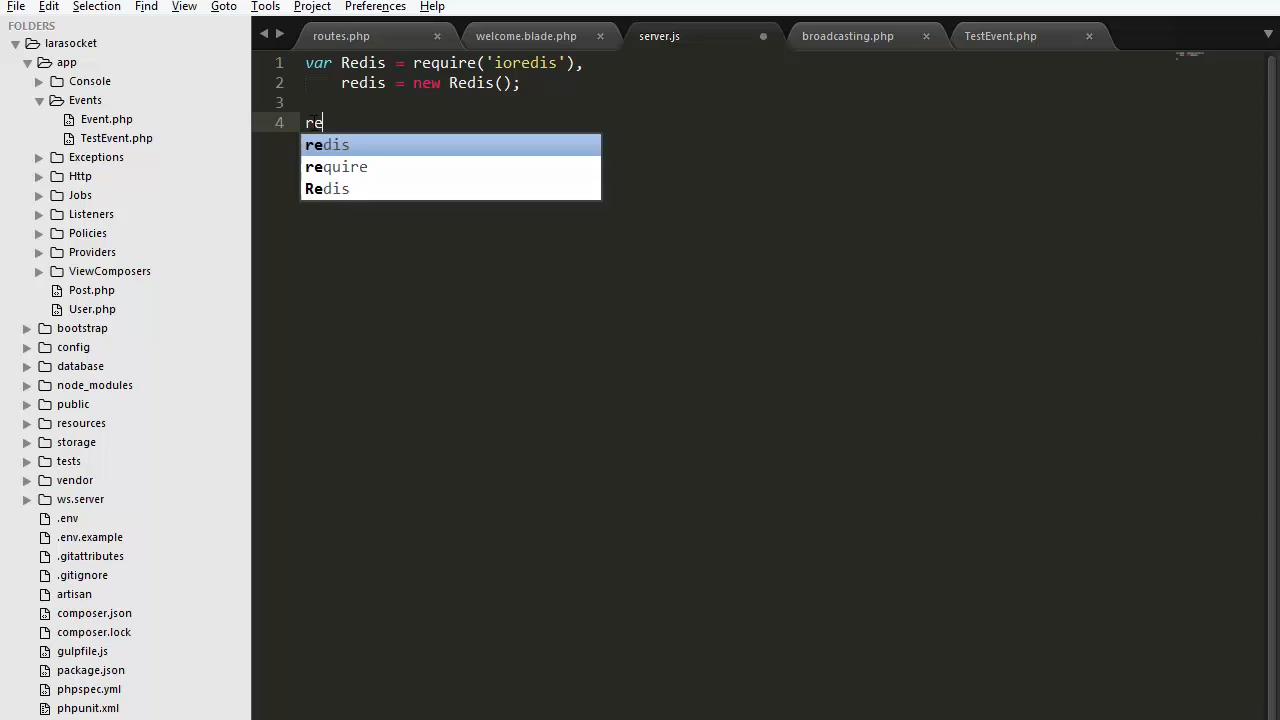 File Edit Selection Find View Goto Tools Project Preferences Help
FOLDERS
larasocket
app
Console
Events
Event.php
TestEvent.php
Exceptions
Http
Jobs
Listeners
Policies
Providers
ViewComposers
Post.php
User.php
bootstrap
config
database
node_modules
public
resources
storage
tests
vendor
ws.server
.env
.env.example
.gitattributes
.gitignore
artisan
composer.json
composer.lock
gulpfile.js
package.json
phpspec.yml
phpunit.xml
routes.php welcome.blade.php server.js broadcasting.php TestEvent.php
1 var Redis = require('ioredis'),
2 redis = new Redis();
3
4 re
redis
require
Redis